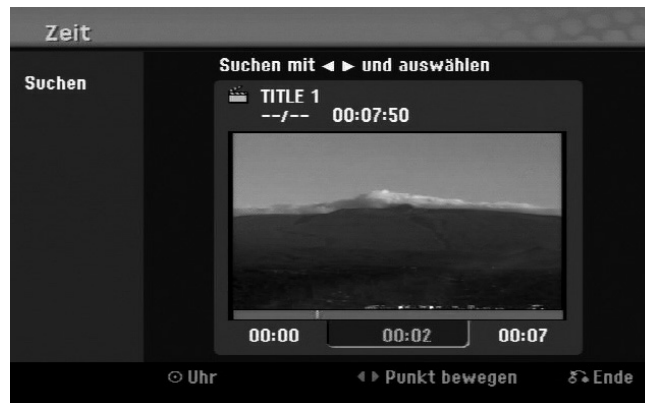 Zeit
Suchen
Suchen mit ◄ ► und auswählen
TITLE 1
--/-- 00:07:50
00:00 00:02 00:07
⊙ Uhr ◄► Punkt bewegen Ende